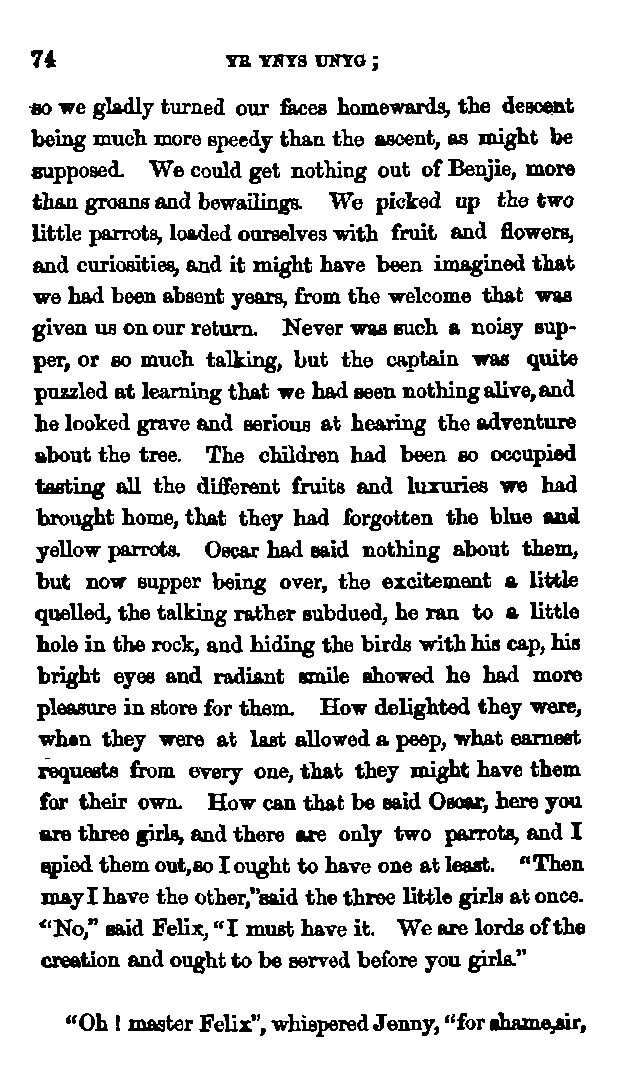 74 YR YNYS UNYG ;
so we gladly turned our faces homewards, the descent
being much more speedy than the ascent, as might be
supposed. We could get nothing out of Benjie, more
than groans and bewailings. We picked up the two
little parrots, loaded ourselves with fruit and flowers,
and curiosities, and it might have been imagined that
we had been absent years, from the welcome that was
given us on our return. Never was such a noisy sup-
per, or so much talking, but the captain was quite
puzzled at learning that we had seen nothing alive, and
he looked grave and serious at hearing the adventure
about the tree. The children had been so occupied
tasting all the different fruits and luxuries we had
brought home, that they had forgotten the blue and
yellow parrots. Oscar had said nothing about them,
but now supper being over, the excitement a little
quelled, the talking rather subdued, he ran to a little
hole in the rock, and hiding the birds with his cap, his
bright eyes and radiant smile showed he had more
pleasure in store for them. How delighted they were,
when they were at last allowed a peep, what earnest
requests from every one, that they might have them
for their own. How can that be said Oscar, here you
are three girls, and there are only two parrots, and I
spied them out, so I ought to have one at least. "Then
may I have the other," said the three little girls at once.
"No," said Felix, "I must have it. We are lords of the
creation and ought to be served before you girls."
"Oh ! master Felix", whispered Jenny, "for shame, sir,